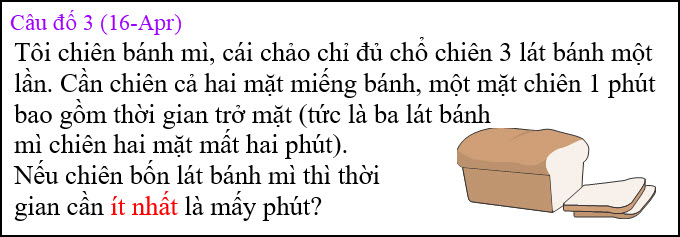 Câu đố 3 (16-Apr)
Tôi chiên bánh mì, cái chảo chỉ đủ chổ chiên 3 lát bánh một
lần. Cần chiên cả hai mặt miếng bánh, một mặt chiên 1 phút
bao gồm thời gian trở mặt (tức là ba lát bánh
mì chiên hai mặt mất hai phút).
Nếu chiên bốn lát bánh mì thì thời
gian cần ít nhất là mấy phút?